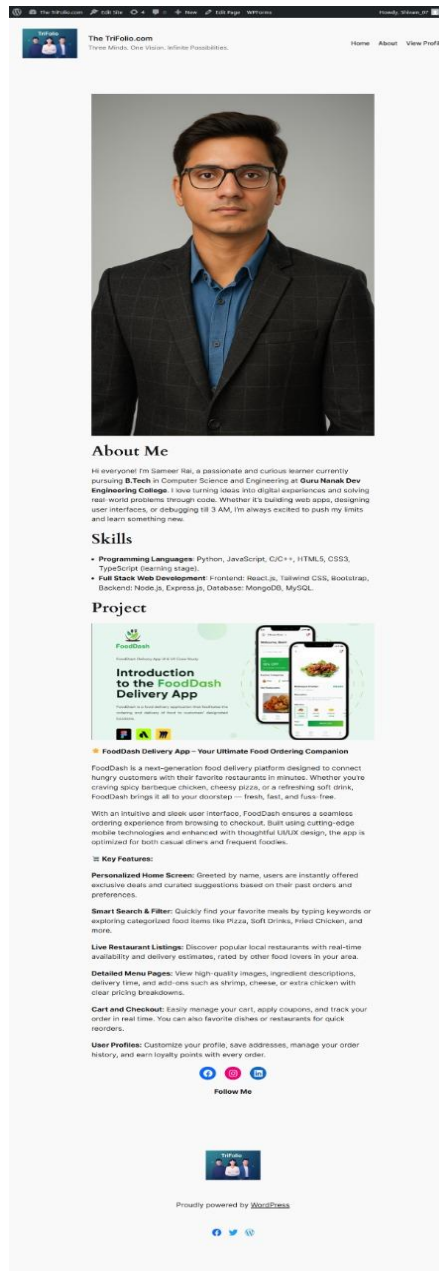 The TriFolio.com Edit Site 4 0 New Edit Page WPForms Howdy, Shivam_07
TriFolio
The TriFolio.com
Three Minds. One Vision. Infinite Possibilities.
Home About View Profil
About Me
Hi everyone! I'm Sameer Rai, a passionate and curious learner currently
pursuing B.Tech in Computer Science and Engineering at Guru Nanak Dev
Engineering College. I love turning ideas into digital experiences and solving
real-world problems through code. Whether it's building web apps, designing
user interfaces, or debugging till 3 AM, I'm always excited to push my limits
and learn something new.
Skills
• Programming Languages: Python, JavaScript, C/C++, HTML5, CSS3,
TypeScript (learning stage).
• Full Stack Web Development: Frontend: React.js, Tailwind CSS, Bootstrap,
Backend: Node.js, Express.js, Database: MongoDB, MySQL.
Project
FoodDash
Introduction
to the FoodDash
Delivery App
FoodDash Delivery App – Your Ultimate Food Ordering Companion
FoodDash is a next-generation food delivery platform designed to connect
hungry customers with their favorite restaurants in minutes. Whether you're
craving spicy barbeque chicken, cheesy pizza, or a refreshing soft drink,
FoodDash brings it all to your doorstep — fresh, fast, and fuss-free.
With an intuitive and sleek user interface, FoodDash ensures a seamless
ordering experience from browsing to checkout. Built using cutting-edge
mobile technologies and enhanced with thoughtful UI/UX design, the app is
optimized for both casual diners and frequent foodies.
Key Features:
Personalized Home Screen: Greeted by name, users are instantly offered
exclusive deals and curated suggestions based on their past orders and
preferences.
Smart Search & Filter: Quickly find your favorite meals by typing keywords or
exploring categorized food items like Pizza, Soft Drinks, Fried Chicken, and
more.
Live Restaurant Listings: Discover popular local restaurants with real-time
availability and delivery estimates, rated by other food lovers in your area.
Detailed Menu Pages: View high-quality images, ingredient descriptions,
delivery time, and add-ons such as shrimp, cheese, or extra chicken with
clear pricing breakdowns.
Cart and Checkout: Easily manage your cart, apply coupons, and track your
order in real time. You can also favorite dishes or restaurants for quick
reorders.
User Profiles: Customize your profile, save addresses, manage your order
history, and earn loyalty points with every order.
Follow Me
TriFolio
Proudly powered by WordPress